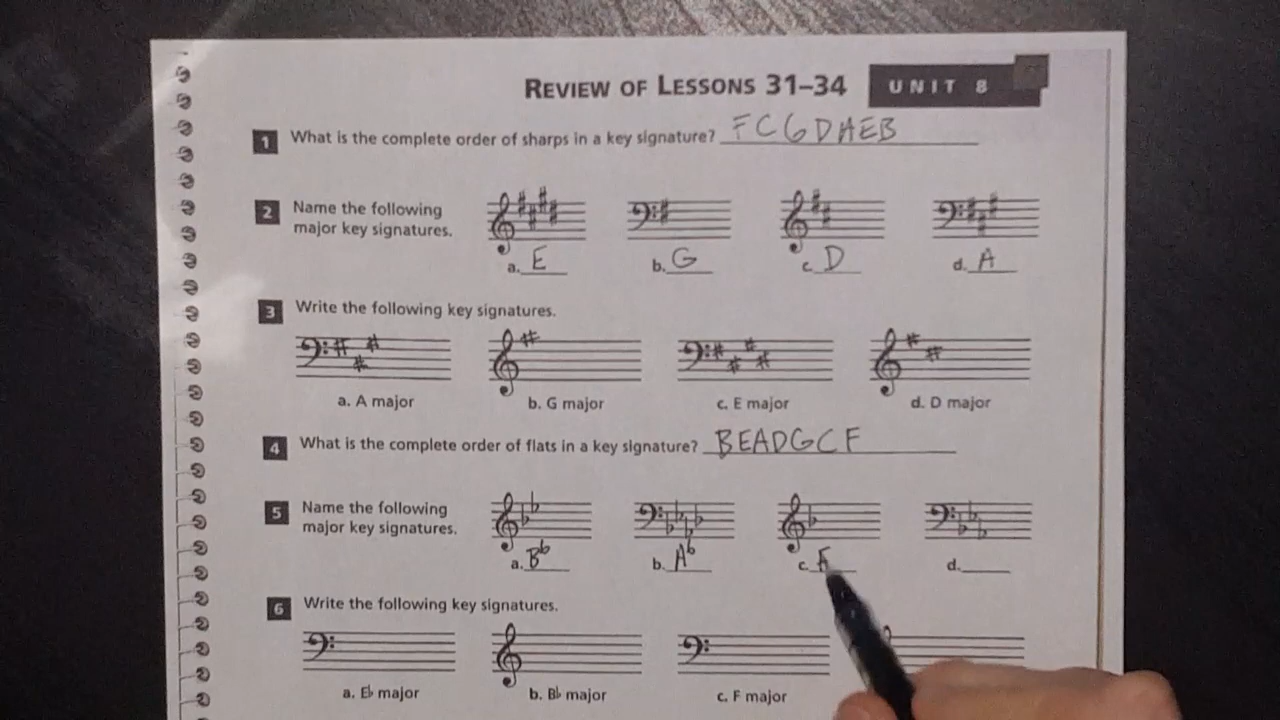 REVIEW OF LESSONS 31–34 UNIT 8
1 What is the complete order of sharps in a key signature? FCGDAEB
2 Name the following
major key signatures.
a. E b. G c. D d. A
3 Write the following key signatures.
a. A major b. G major c. E major d. D major
4 What is the complete order of flats in a key signature? BEADGCF
5 Name the following
major key signatures.
a. B♭ b. A♭ c. F d.
6 Write the following key signatures.
a. E♭ major b. B♭ major c. F major